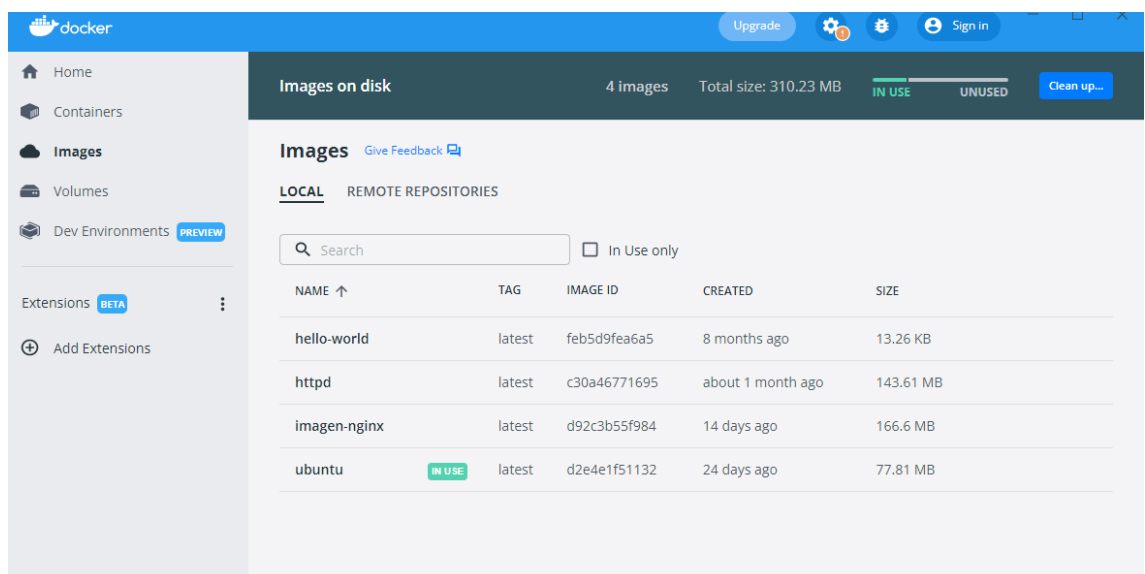 docker
Upgrade
Sign in
Home
Containers
Images
Volumes
Dev Environments PREVIEW
Extensions BETA
Add Extensions
Images on disk 4 images Total size: 310.23 MB IN USE UNUSED Clean up...
Images Give Feedback
LOCAL REMOTE REPOSITORIES
Search In Use only
NAME TAG IMAGE ID CREATED SIZE
hello-world latest feb5d9fea6a5 8 months ago 13.26 KB
httpd latest c30a46771695 about 1 month ago 143.61 MB
imagen-nginx latest d92c3b55f984 14 days ago 166.6 MB
ubuntu IN USE latest d2e4e1f51132 24 days ago 77.81 MB